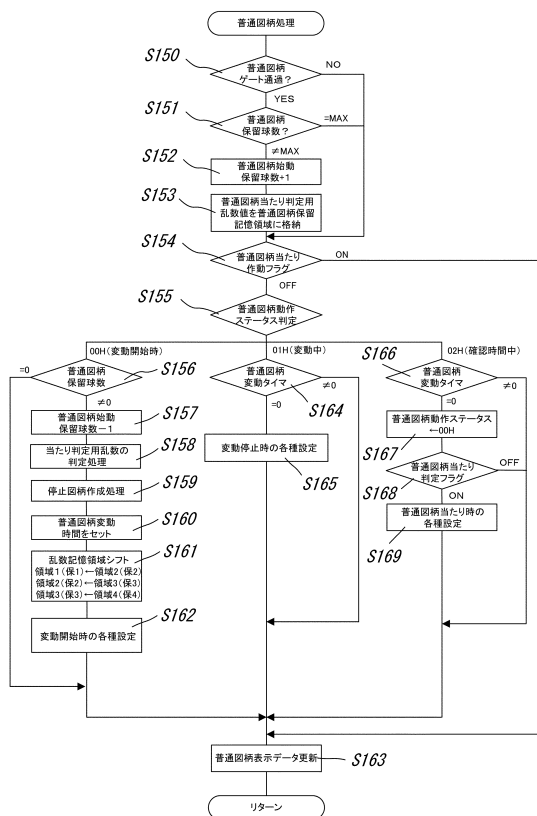 普通図柄処理
S150
普通図柄
ゲート通過?
NO
YES
S151
普通図柄
保留球数?
=MAX
≠MAX
S152
普通図柄始動
保留球数+1
S153
普通図柄当たり判定用
乱数値を普通図柄保留
記憶領域に格納
S154
普通図柄当たり
作動フラグ
ON
OFF
S155
普通図柄動作
ステータス判定
00H(変動開始時)
=0
普通図柄
保留球数
S156
≠0
普通図柄始動
保留球数-1
S157
当たり判定用乱数の
判定処理
S158
停止図柄作成処理
S159
普通図柄変動
時間をセット
S160
乱数記憶領域シフト
領域1(保1)←領域2(保2)
領域2(保2)←領域3(保3)
領域3(保3)←領域4(保4)
S161
変動開始時の各種設定
S162
01H(変動中)
普通図柄
変動タイマ
≠0
S164
=0
変動停止時の各種設定
S165
02H(確認時間中)
S166
普通図柄
変動タイマ
≠0
=0
普通図柄動作ステータス
←00H
S167
普通図柄当たり
判定フラグ
OFF
S168
ON
普通図柄当たり時の
各種設定
S169
普通図柄表示データ更新
S163
リターン